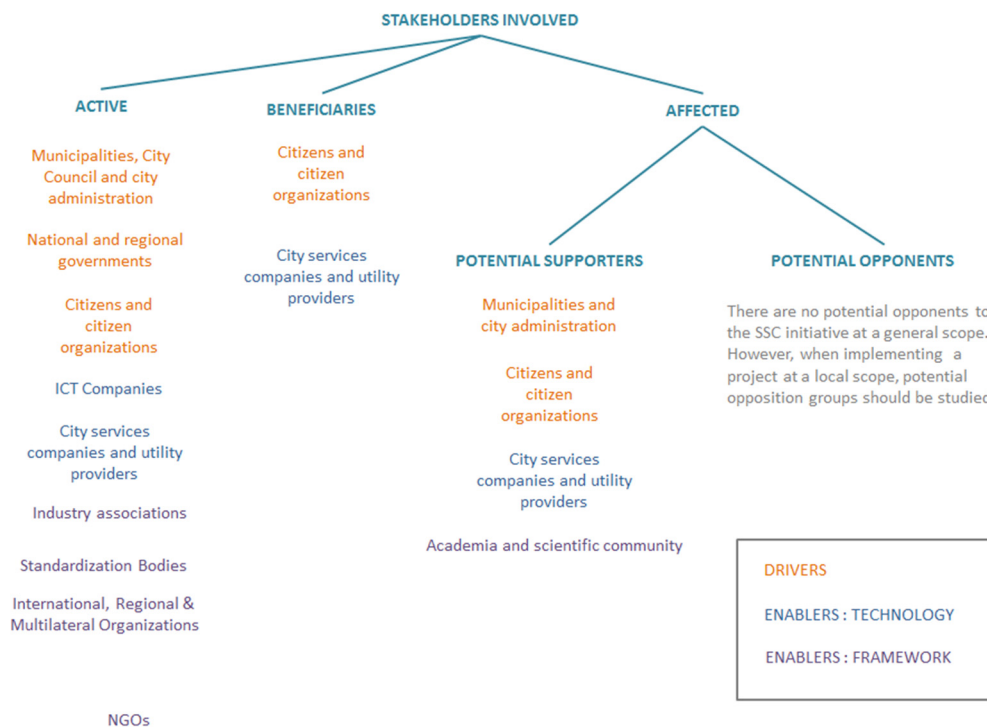 STAKEHOLDERS INVOLVED
ACTIVE
Municipalities, City
Council and city
administration
National and regional
governments
Citizens and
citizen
organizations
ICT Companies
City services
companies and utility
providers
Industry associations
Standardization Bodies
International, Regional &
Multilateral Organizations
NGOs
BENEFICIARIES
Citizens and
citizen
organizations
City services
companies and utility
providers
AFFECTED
POTENTIAL SUPPORTERS
Municipalities and
city administration
Citizens and
citizen
organizations
City services
companies and utility
providers
Academia and scientific community
POTENTIAL OPPONENTS
There are no potential opponents to
the SSC initiative at a general scope.
However, when implementing a
project at a local scope, potential
opposition groups should be studied
DRIVERS
ENABLERS : TECHNOLOGY
ENABLERS : FRAMEWORK